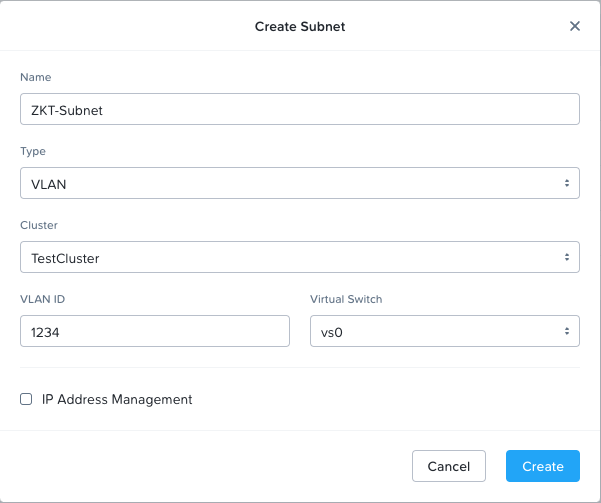 Create Subnet
Name
ZKT-Subnet
Type
VLAN
Cluster
TestCluster
VLAN ID
Virtual Switch
1234
vs0
IP Address Management
Cancel
Create